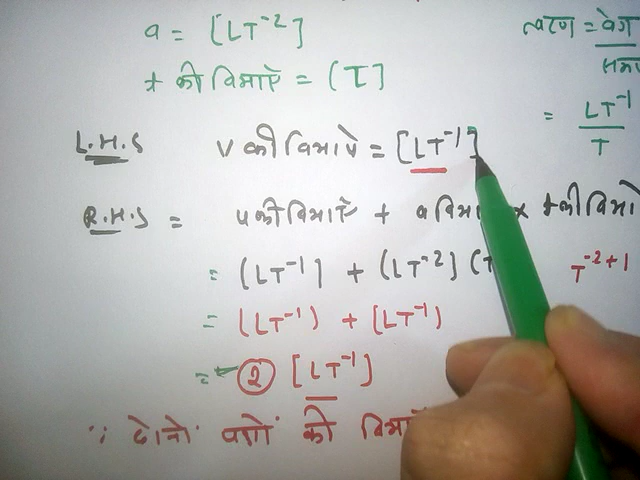 a = [LT⁻²]
त्वरण = वेग
t की विमाएँ = (T)
= LT⁻¹
T
L.H.S v की विमाएं = [LT⁻¹]
R.H.S = u की विमाएँ + a विमा × t की विमा
= (LT⁻¹) + (LT⁻²) (T
T⁻²⁺¹
= (LT⁻¹) + (LT⁻¹)
= ② [LT⁻¹]
∵ दोनों पक्षों की विमा